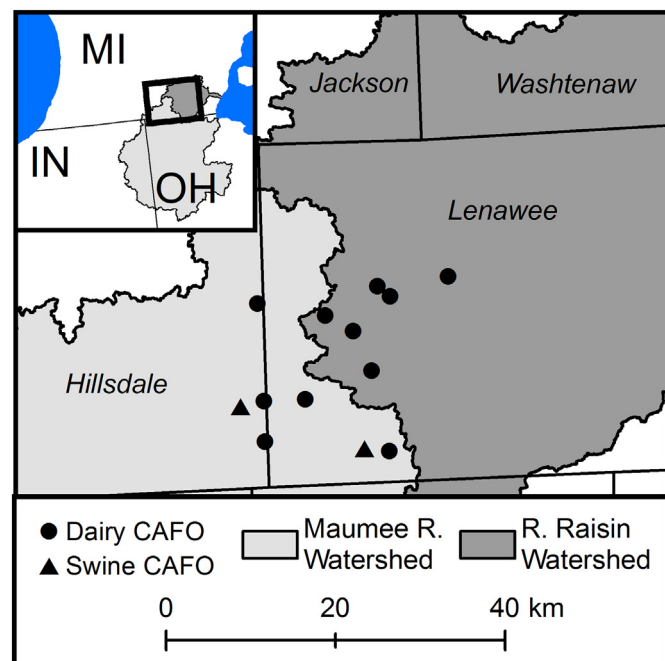 MI
IN
OH
Jackson
Washtenaw
Lenawee
Hillsdale
Dairy CAFO
Swine CAFO
Maumee R.
Watershed
R. Raisin
Watershed
0 20 40 km